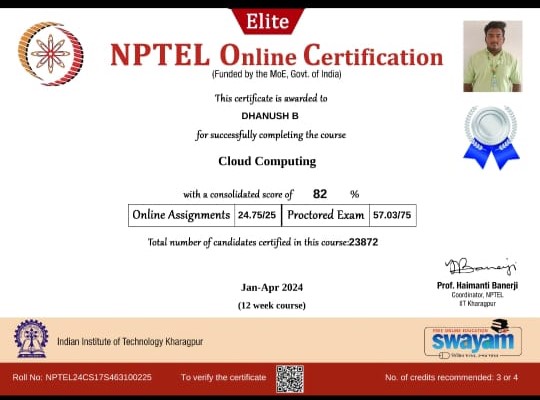 Elite
NPTEL Online Certification
(Funded by the MoE, Govt. of India)
This certificate is awarded to
DHANUSH B
for successfully completing the course
Cloud Computing
with a consolidated score of 82 %
Online Assignments 24.75/25 Proctored Exam 57.03/75
Total number of candidates certified in this course:23872
Jan-Apr 2024
(12 week course)
Prof. Haimanti Banerji
Coordinator, NPTEL
IIT Kharagpur
Indian Institute of Technology Kharagpur
FREE ONLINE EDUCATION
swayam
Roll No: NPTEL24CS17S463100225
To verify the certificate
No. of credits recommended: 3 or 4